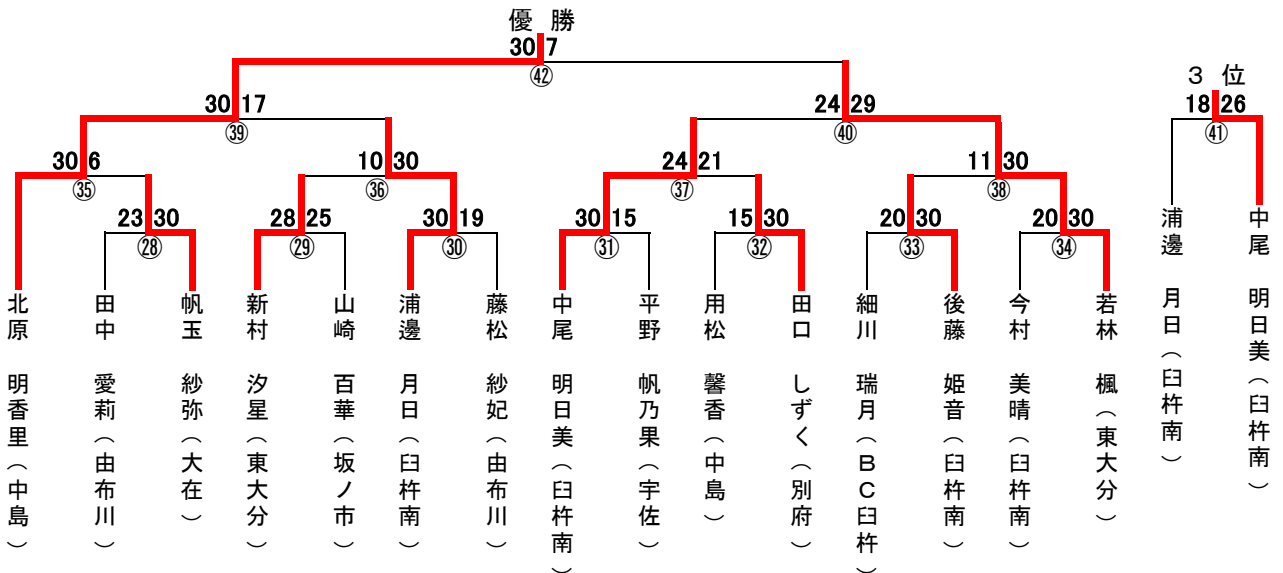 優 勝
30 7
㊷
30 17
㊴
24 29
㊵
30 6
㉟
10 30
㊱
24 21
㊲
11 30
㊳
23 30
㉘
28 25
㉙
30 19
㉚
30 15
㉛
15 30
㉜
20 30
㉝
20 30
㉞
北原 明香里（中島）
田中 愛莉（由布川）
帆玉 紗弥（大在）
新村 汐星（東大分）
山崎 百華（坂ノ市）
浦邊 月日（臼杵南）
藤松 紗妃（由布川）
中尾 明日美（臼杵南）
平野 帆乃果（宇佐）
用松 馨香（中島）
田口 しずく（別府）
細川 瑞月（ＢＣ臼杵）
後藤 姫音（臼杵南）
今村 美晴（臼杵南）
若林 楓（東大分）
３ 位
18 26
㊶
浦邊 月日（臼杵南）
中尾 明日美（臼杵南）